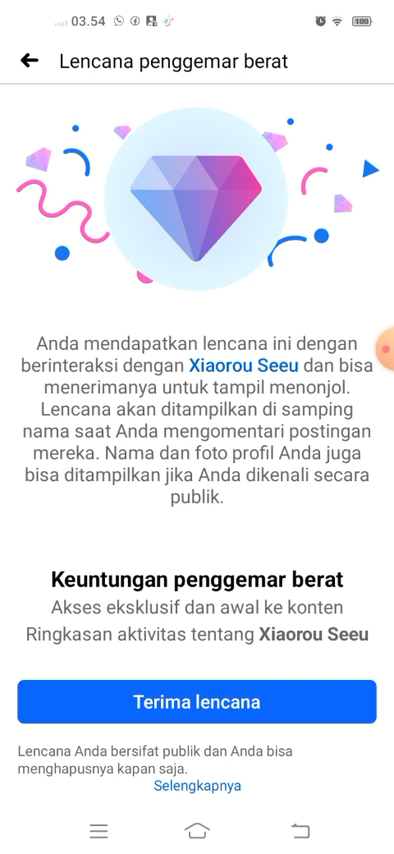 03.54
100
Lencana penggemar berat
Anda mendapatkan lencana ini dengan
berinteraksi dengan Xiaorou Seeu dan bisa
menerimanya untuk tampil menonjol.
Lencana akan ditampilkan di samping
nama saat Anda mengomentari postingan
mereka. Nama dan foto profil Anda juga
bisa ditampilkan jika Anda dikenali secara
publik.
Keuntungan penggemar berat
Akses eksklusif dan awal ke konten
Ringkasan aktivitas tentang Xiaorou Seeu
Terima lencana
Lencana Anda bersifat publik dan Anda bisa
menghapusnya kapan saja.
Selengkapnya